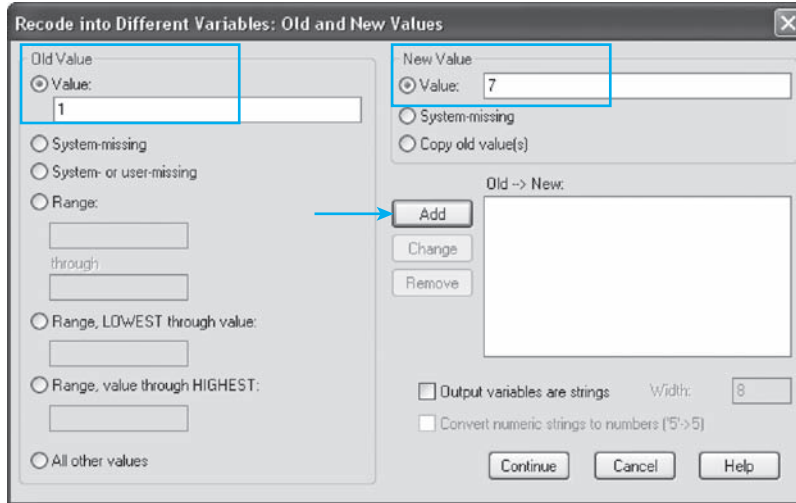 Recode into Different Variables: Old and New Values
Old Value
Value:
1
System-missing
System- or user-missing
Range:
through
Range, LOWEST through value:
Range, value through HIGHEST:
All other values
New Value
Value: 7
System-missing
Copy old value(s)
Old --> New:
Add
Change
Remove
Output variables are strings Width: 8
Convert numeric strings to numbers ('5'->5)
Continue Cancel Help